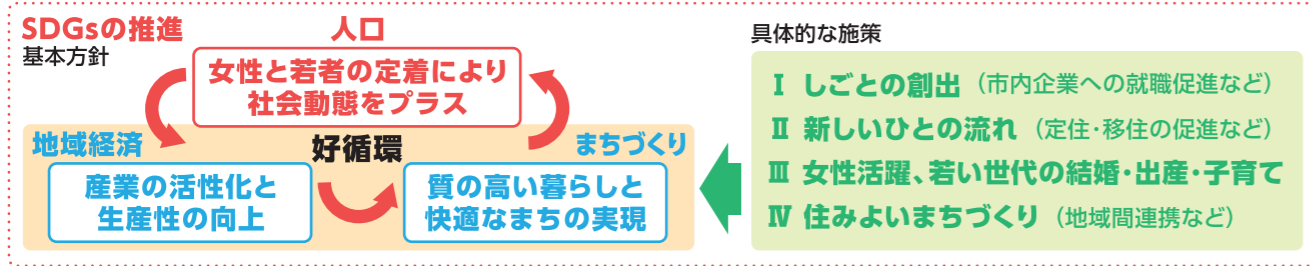 SDGsの推進
基本方針
人口
女性と若者の定着により
社会動態をプラス
地域経済
好循環
まちづくり
産業の活性化と
生産性の向上
質の高い暮らしと
快適なまちの実現
具体的な施策
Ⅰ しごとの創出（市内企業への就職促進など）
Ⅱ 新しいひとの流れ（定住・移住の促進など）
Ⅲ 女性活躍、若い世代の結婚・出産・子育て
Ⅳ 住みよいまちづくり（地域間連携など）